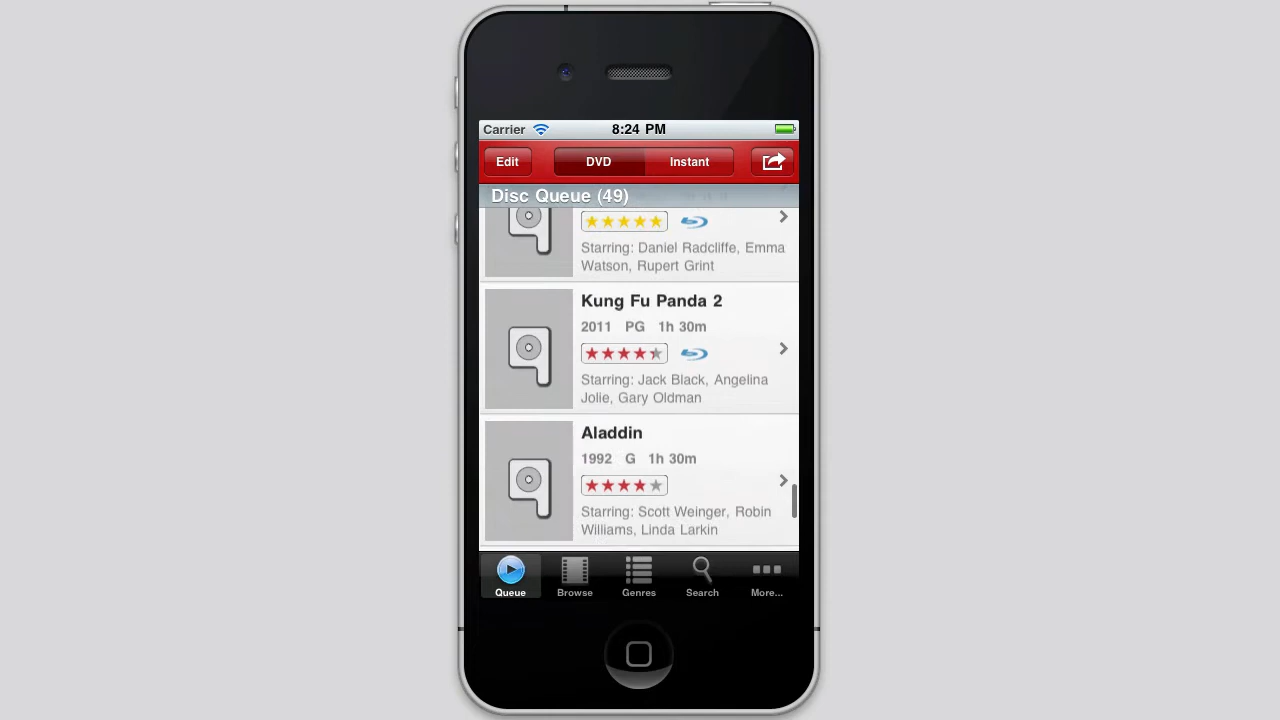 Carrier 8:24 PM
Edit DVD Instant
Disc Queue (49)
Starring: Daniel Radcliffe, Emma
Watson, Rupert Grint
Kung Fu Panda 2
2011 PG 1h 30m
Starring: Jack Black, Angelina
Jolie, Gary Oldman
Aladdin
1992 G 1h 30m
Starring: Scott Weinger, Robin
Williams, Linda Larkin
Queue Browse Genres Search More...